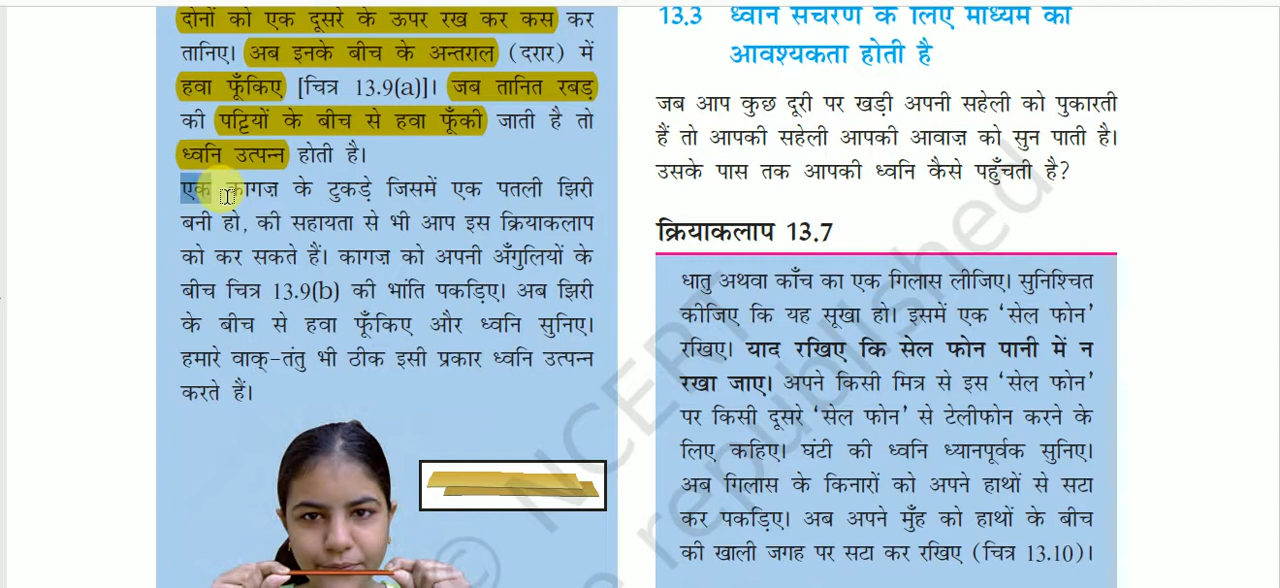 दोनों को एक दूसरे के ऊपर रख कर कस कर
तानिए। अब इनके बीच के अन्तराल (दरार) में
हवा फूँकिए [चित्र 13.9(a)]। जब तानित रबड़
की पट्टियों के बीच से हवा फूँकी जाती है तो
ध्वनि उत्पन्न होती है।
एक कागज़ के टुकड़े जिसमें एक पतली झिरी
बनी हो, की सहायता से भी आप इस क्रियाकलाप
को कर सकते हैं। कागज़ को अपनी अँगुलियों के
बीच चित्र 13.9(b) की भांति पकड़िए। अब झिरी
के बीच से हवा फूँकिए और ध्वनि सुनिए।
हमारे वाक्-तंतु भी ठीक इसी प्रकार ध्वनि उत्पन्न
करते हैं।
13.3 ध्वनि संचरण के लिए माध्यम की
आवश्यकता होती है
जब आप कुछ दूरी पर खड़ी अपनी सहेली को पुकारती
हैं तो आपकी सहेली आपकी आवाज़ को सुन पाती है।
उसके पास तक आपकी ध्वनि कैसे पहुँचती है?
क्रियाकलाप 13.7
धातु अथवा काँच का एक गिलास लीजिए। सुनिश्चित
कीजिए कि यह सूखा हो। इसमें एक ‘सेल फोन’
रखिए। याद रखिए कि सेल फोन पानी में न
रखा जाए। अपने किसी मित्र से इस ‘सेल फोन’
पर किसी दूसरे ‘सेल फोन’ से टेलीफोन करने के
लिए कहिए। घंटी की ध्वनि ध्यानपूर्वक सुनिए।
अब गिलास के किनारों को अपने हाथों से सटा
कर पकड़िए। अब अपने मुँह को हाथों के बीच
की खाली जगह पर सटा कर रखिए (चित्र 13.10)।
© NCERT
republished